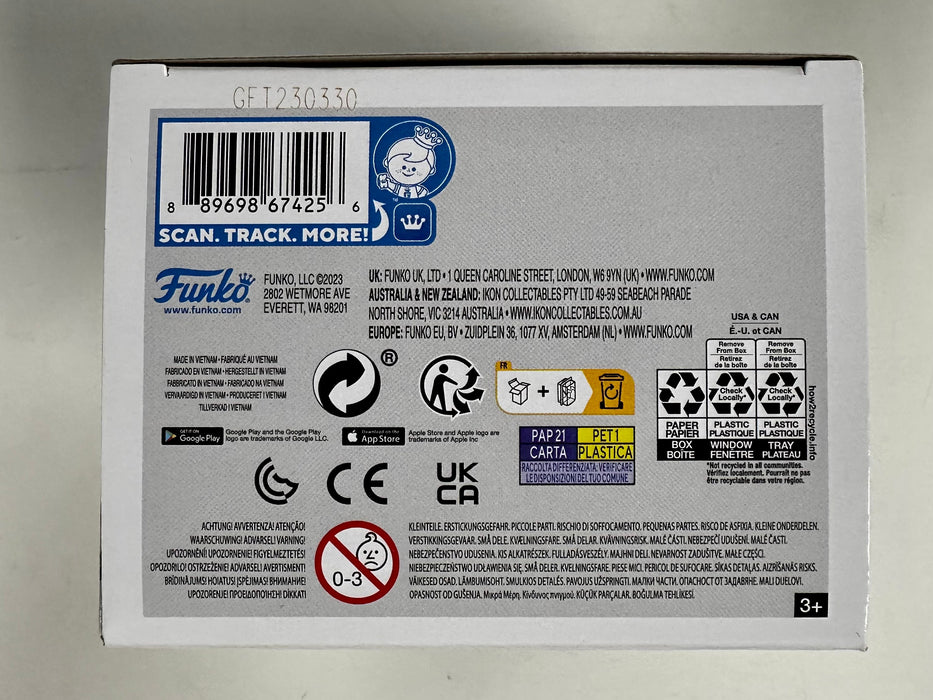 GFT230330
8 89698 67425 6
SCAN. TRACK. MORE!
™
Funko®
www.funko.com
FUNKO, LLC ©2023
2802 WETMORE AVE
EVERETT, WA 98201
UK: FUNKO UK, LTD • 1 QUEEN CAROLINE STREET, LONDON, W6 9YN (UK) • WWW.FUNKO.COM
AUSTRALIA & NEW ZEALAND: IKON COLLECTABLES PTY LTD 49-59 SEABEACH PARADE
NORTH SHORE, VIC 3214 AUSTRALIA • WWW.IKONCOLLECTABLES.COM.AU
EUROPE: FUNKO EU, BV • ZUIDPLEIN 36, 1077 XV, AMSTERDAM (NL) • WWW.FUNKO.COM
USA & CAN
É.-U. et CAN
Remove From Box
Retirez de la boîte
Remove From Box
Retirez de la boîte
Check Locally*
Check Locally*
PAPER
PAPIER
BOX
BOÎTE
PLASTIC
PLASTIQUE
WINDOW
FENÊTRE
PLASTIC
PLASTIQUE
TRAY
PLATEAU
how2recycle.info
*Not recycled in all communities.
Vérifiez localement. Pourrait ne pas
être recyclable dans votre région.
MADE IN VIETNAM • FABRIQUÉ AU VIETNAM
FABRICADO EN VIETNAM • HERGESTELLT IN VIETNAM
FABBRICATO IN VIETNAM • FABRICADO NA VIETNAM
VERVAARDIGD IN VIETNAM • PRODUCERET I VIETNAM
TILLVERKAD I VIETNAM
®
FR
+
GET IT ON
Google Play
Google Play and the Google Play
logo are trademarks of Google LLC.
Download on the
App Store
Apple Store and Apple logo are
trademarks of Apple Inc
PAP 21
CARTA
PET 1
PLASTICA
RACCOLTA DIFFERENZIATA: VERIFICARE
LE DISPOSIZIONI DEL TUO COMUNE
CE
UK
CA
ACHTUNG! AVVERTENZA! ATENÇÃO!
WAARSCHUWING! ADVARSEL! VARNING!
UPOZORNĚNÍ! UPOZORNENIE! FIGYELMEZTETÉS!
OPOZORILO! OSTRZEŻENIE! ADVARSEL! AVERTISMENT!
BRĪDINĀJUMS! HOIATUS! ĮSPĖJIMAS! ВНИМАНИЕ!
UPOZORENJE! ΠΡΟΕΙΔΟΠΟΙΗΣΗ! DİKKAT!
0-3
KLEINTEILE. ERSTICKUNGSGEFAHR. PICCOLE PARTI. RISCHIO DI SOFFOCAMENTO. PEQUENAS PARTES. RISCO DE ASFIXIA. KLEINE ONDERDELEN.
VERSTIKKINGSGEVAAR. SMÅ DELE. KVÆLNINGSFARE. SMÅ DELAR. KVÄVNINGSRISK. MALÉ ČÁSTI. NEBEZPEČÍ UDUŠENÍ. MALÉ ČASTI.
NEBEZPEČENSTVO UDUSENIA. KIS ALKATRÉSZEK. FULLADÁSVESZÉLY. MAJHNI DELI. NEVARNOST ZADUŠITVE. MAŁE CZĘŚCI.
NIEBEZPIECZEŃSTWO UDŁAWIENIA SIĘ. SMÅ DELER. KVELNINGSFARE. PIESE MICI. PERICOL DE SUFOCARE. SĪKAS DETAĻAS. AIZRĪŠANĀS RISKS.
VÄIKESED OSAD. LÄMBUMISOHT. SMULKIOS DETALĖS. PAVOJUS UŽSPRINGTI. МАЛКИ ЧАСТИ. ОПАСНОСТ ОТ ЗАДАВЯНЕ. MALI DIJELOVI.
OPASNOST OD GUŠENJA. Μικρά Μέρη. Κίνδυνος πνιγμού. KÜÇÜK PARÇALAR. BOĞULMA TEHLİKESİ.
3+